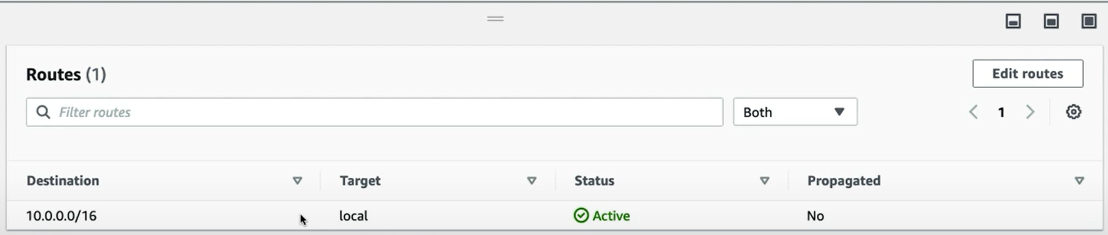 Routes (1)
Edit routes
Filter routes
Both
1
Destination
Target
Status
Propagated
10.0.0.0/16
local
Active
No